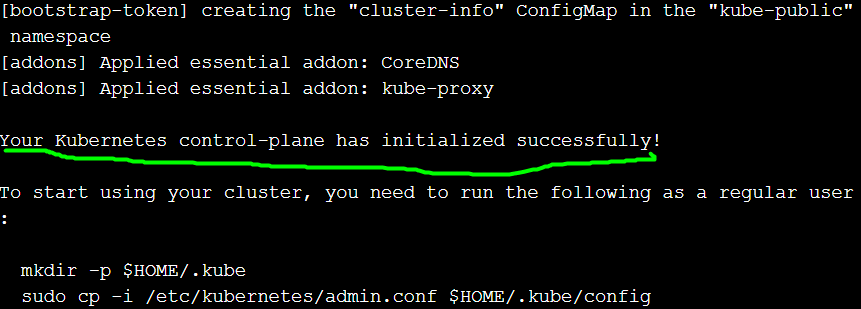 [bootstrap-token] creating the "cluster-info" ConfigMap in the "kube-public"
namespace
[addons] Applied essential addon: CoreDNS
[addons] Applied essential addon: kube-proxy
Your Kubernetes control-plane has initialized successfully!
To start using your cluster, you need to run the following as a regular user
:
mkdir -p $HOME/.kube
sudo cp -i /etc/kubernetes/admin.conf $HOME/.kube/config